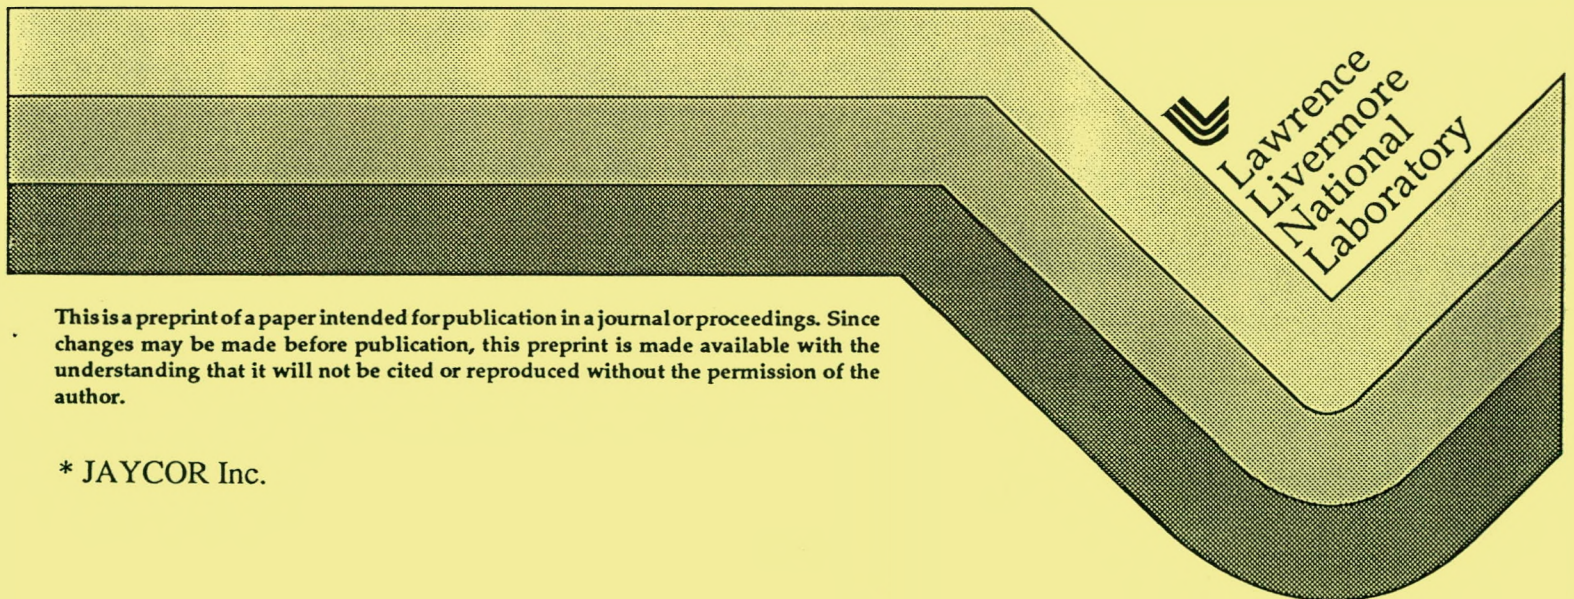 Lawrence
Livermore
National
Laboratory
This is a preprint of a paper intended for publication in a journal or proceedings. Since
changes may be made before publication, this preprint is made available with the
understanding that it will not be cited or reproduced without the permission of the
author.
* JAYCOR Inc.